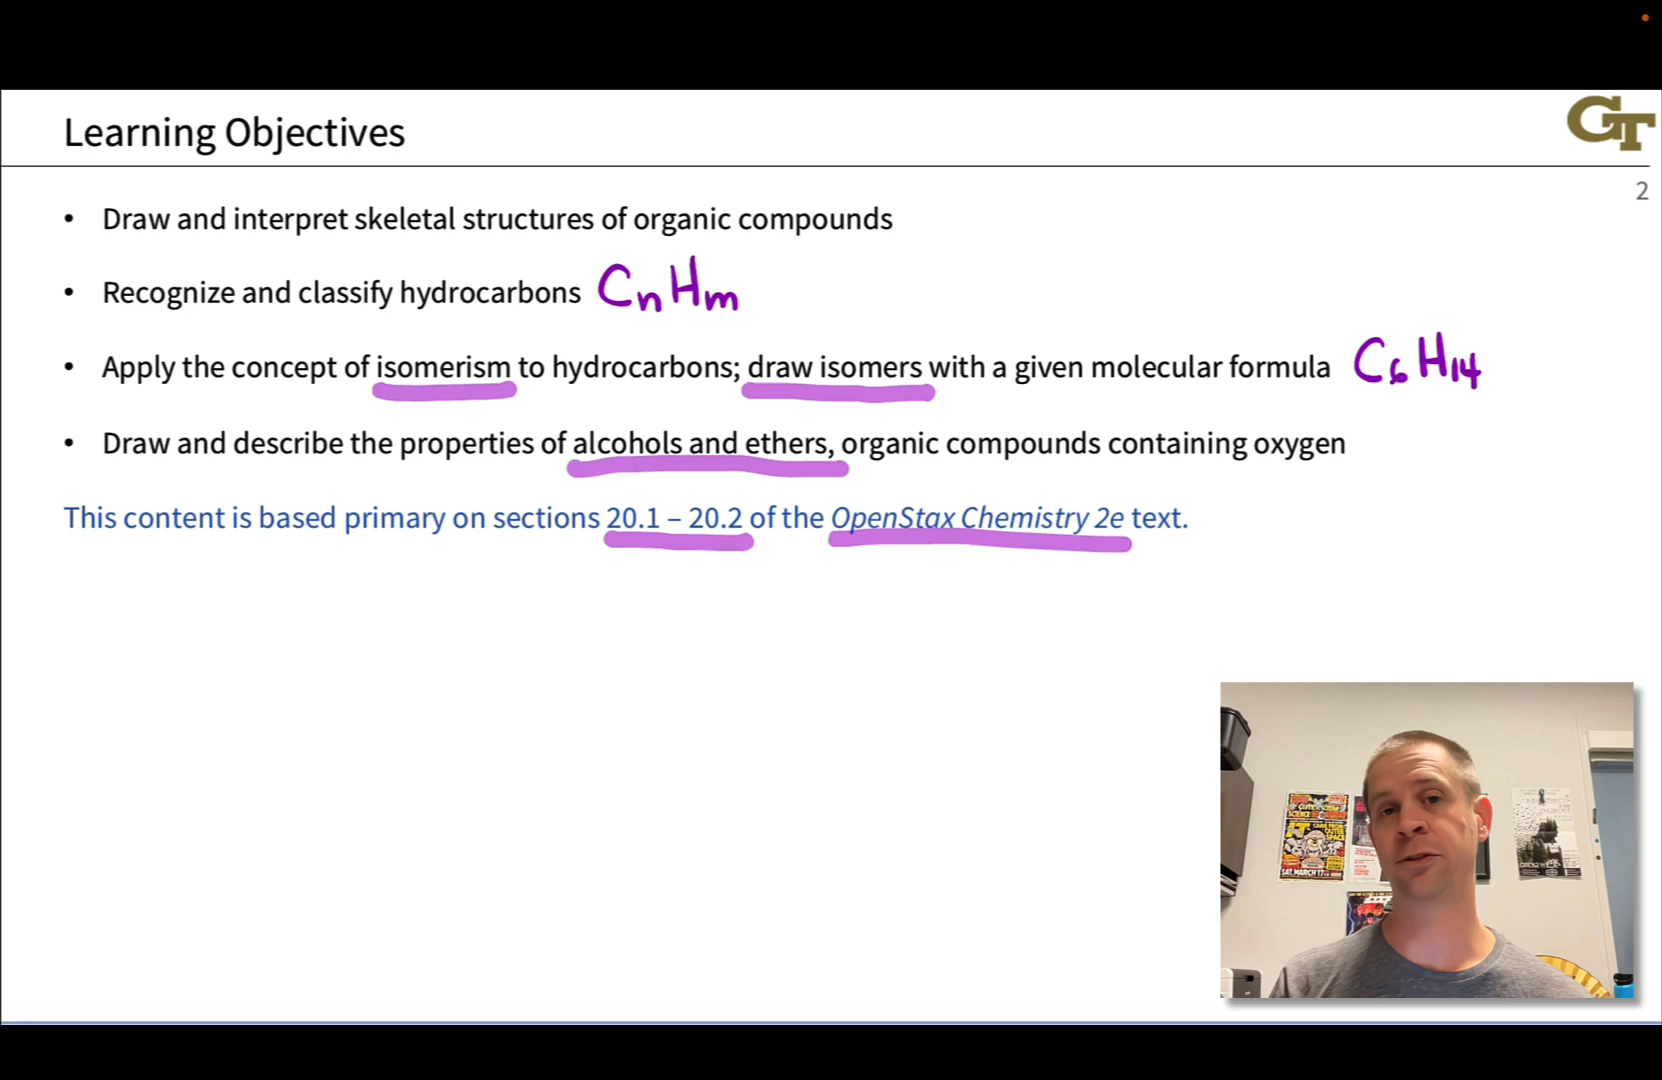 Learning Objectives
GT
2
• Draw and interpret skeletal structures of organic compounds
• Recognize and classify hydrocarbons CnHm
• Apply the concept of isomerism to hydrocarbons; draw isomers with a given molecular formula C6H14
• Draw and describe the properties of alcohols and ethers, organic compounds containing oxygen
This content is based primary on sections 20.1 – 20.2 of the OpenStax Chemistry 2e text.
SAT. MARCH 17